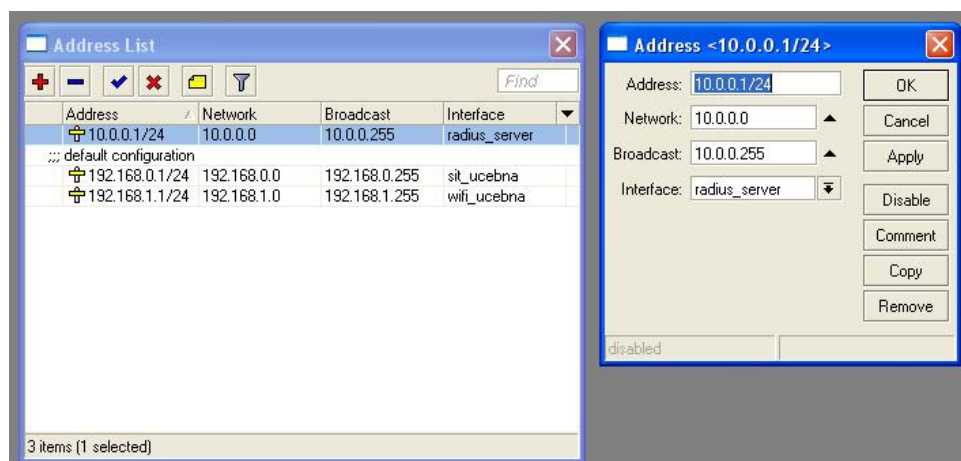 Address List
Find
Address Network Broadcast Interface
10.0.0.1/24 10.0.0.0 10.0.0.255 radius_server
;;; default configuration
192.168.0.1/24 192.168.0.0 192.168.0.255 sit_ucebna
192.168.1.1/24 192.168.1.0 192.168.1.255 wifi_ucebna
3 items (1 selected)
Address <10.0.0.1/24>
Address: 10.0.0.1/24 OK
Network: 10.0.0.0 Cancel
Broadcast: 10.0.0.255 Apply
Interface: radius_server
Disable
Comment
Copy
Remove
disabled